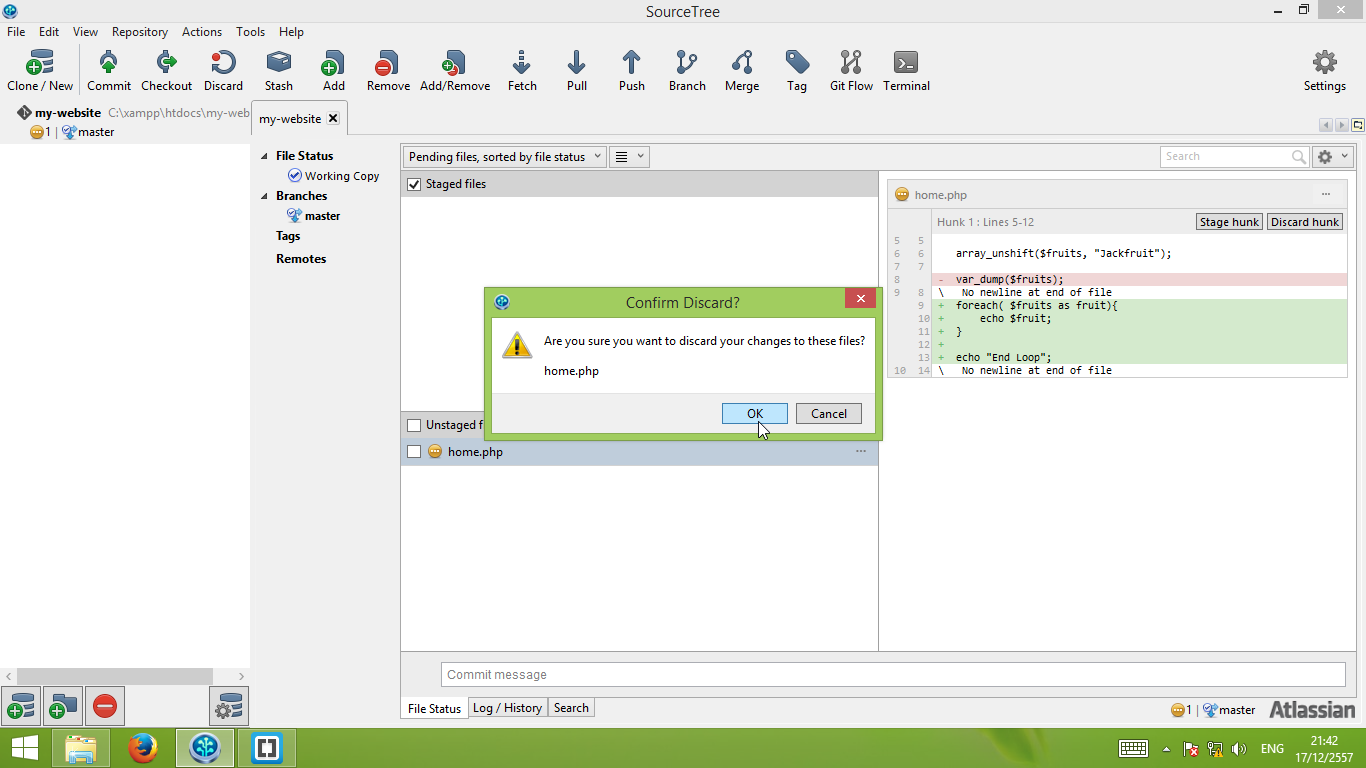 SourceTree
File Edit View Repository Actions Tools Help
Clone / New Commit Checkout Discard Stash Add Remove Add/Remove Fetch Pull Push Branch Merge Tag Git Flow Terminal Settings
my-website C:\xampp\htdocs\my-web
1 | master
my-website
File Status
Working Copy
Branches
master
Tags
Remotes
Pending files, sorted by file status
Search
Staged files
Unstaged f
home.php
home.php
Hunk 1 : Lines 5-12 Stage hunk Discard hunk
5 5
6 6 array_unshift($fruits, "Jackfruit");
7 7
8 - var_dump($fruits);
9 8 \ No newline at end of file
9 + foreach( $fruits as fruit){
10 + echo $fruit;
11 + }
12 +
13 + echo "End Loop";
10 14 \ No newline at end of file
Confirm Discard?
Are you sure you want to discard your changes to these files?
home.php
OK Cancel
Commit message
File Status Log / History Search
1 | master Atlassian
ENG
21:42
17/12/2557